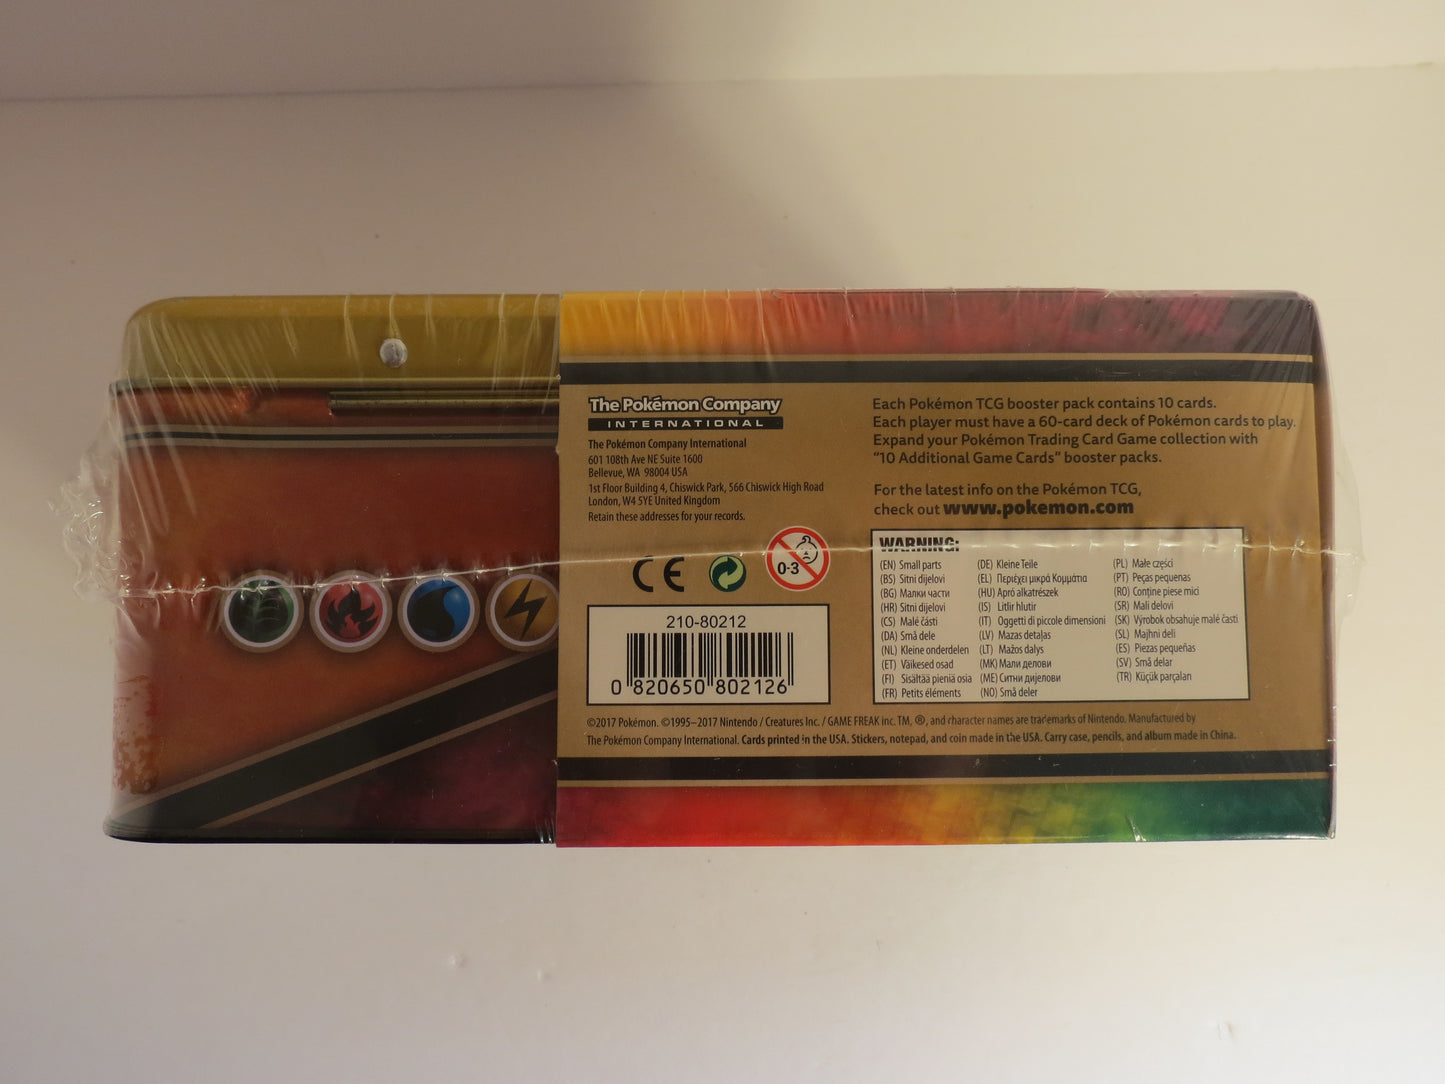 The Pokémon Company
INTERNATIONAL
The Pokémon Company International
601 108th Ave NE Suite 1600
Bellevue, WA 98004 USA
1st Floor Building 4, Chiswick Park, 566 Chiswick High Road
London, W4 5YE United Kingdom
Retain these addresses for your records.
CE
0-3
210-80212
0 820650 802126
Each Pokémon TCG booster pack contains 10 cards.
Each player must have a 60-card deck of Pokémon cards to play.
Expand your Pokémon Trading Card Game collection with
“10 Additional Game Cards” booster packs.
For the latest info on the Pokémon TCG,
check out www.pokemon.com
WARNING:
(EN) Small parts
(BS) Sitni dijelovi
(BG) Малки части
(HR) Sitni dijelovi
(CS) Malé části
(DA) Små dele
(NL) Kleine onderdelen
(ET) Väikesed osad
(FI) Sisältää pieniä osia
(FR) Petits éléments
(DE) Kleine Teile
(EL) Περιέχει μικρά Κομμάτια
(HU) Apró alkatrészek
(IS) Litlir hlutir
(IT) Oggetti di piccole dimensioni
(LV) Mazas detaļas
(LT) Mažos dalys
(MK) Мали делови
(ME) Ситни дијелови
(NO) Små deler
(PL) Małe części
(PT) Peças pequenas
(RO) Conține piese mici
(SR) Mali delovi
(SK) Výrobok obsahuje malé časti
(SL) Majhni deli
(ES) Piezas pequeñas
(SV) Små delar
(TR) Küçük parçaları
©2017 Pokémon. ©1995–2017 Nintendo / Creatures Inc. / GAME FREAK inc. TM, ®, and character names are trademarks of Nintendo. Manufactured by
The Pokémon Company International. Cards printed in the USA. Stickers, notepad, and coin made in the USA. Carry case, pencils, and album made in China.